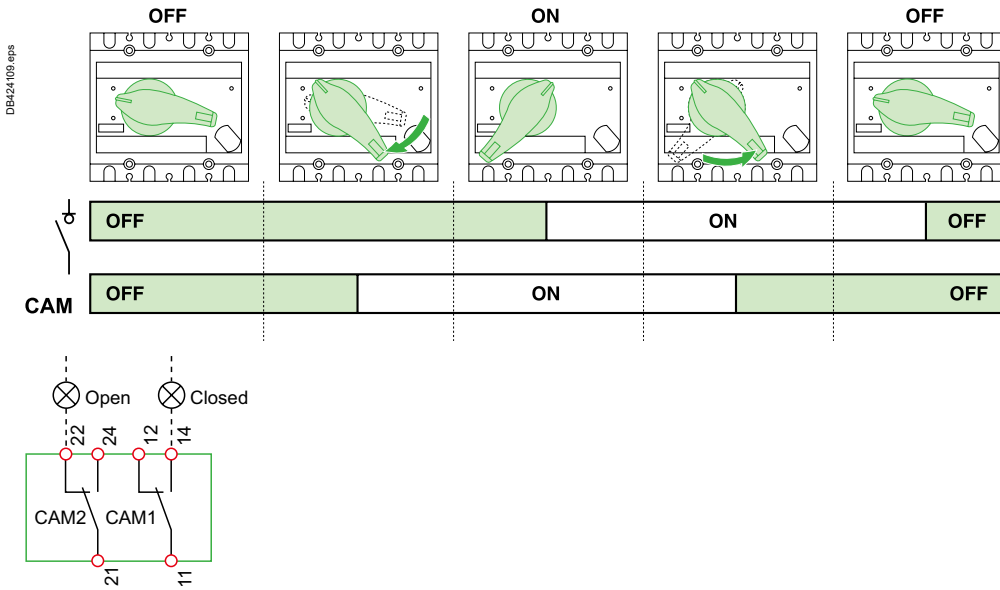 OFF ON OFF
DB424109.eps
OFF ON OFF
CAM OFF ON OFF
Open Closed
22 24 12 14
CAM2 CAM1
21 11